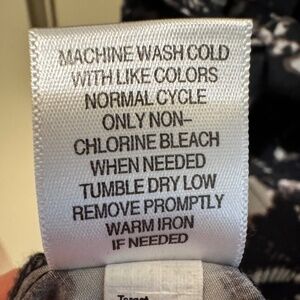 MACHINE WASH COLD
WITH LIKE COLORS
NORMAL CYCLE
ONLY NON-
CHLORINE BLEACH
WHEN NEEDED
TUMBLE DRY LOW
REMOVE PROMPTLY
WARM IRON
IF NEEDED
Target